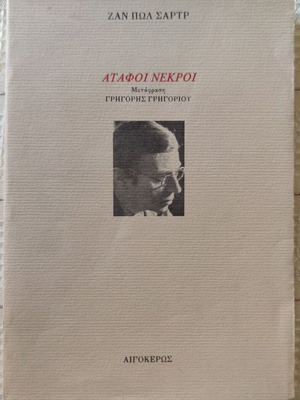 ΖΑΝ ΠΩΛ ΣΑΡΤΡ
ΑΤΑΦΟΙ ΝΕΚΡΟΙ
Μετάφραση
ΓΡΗΓΟΡΗΣ ΓΡΗΓΟΡΙΟΥ
ΑΙΓΟΚΕΡΩΣ